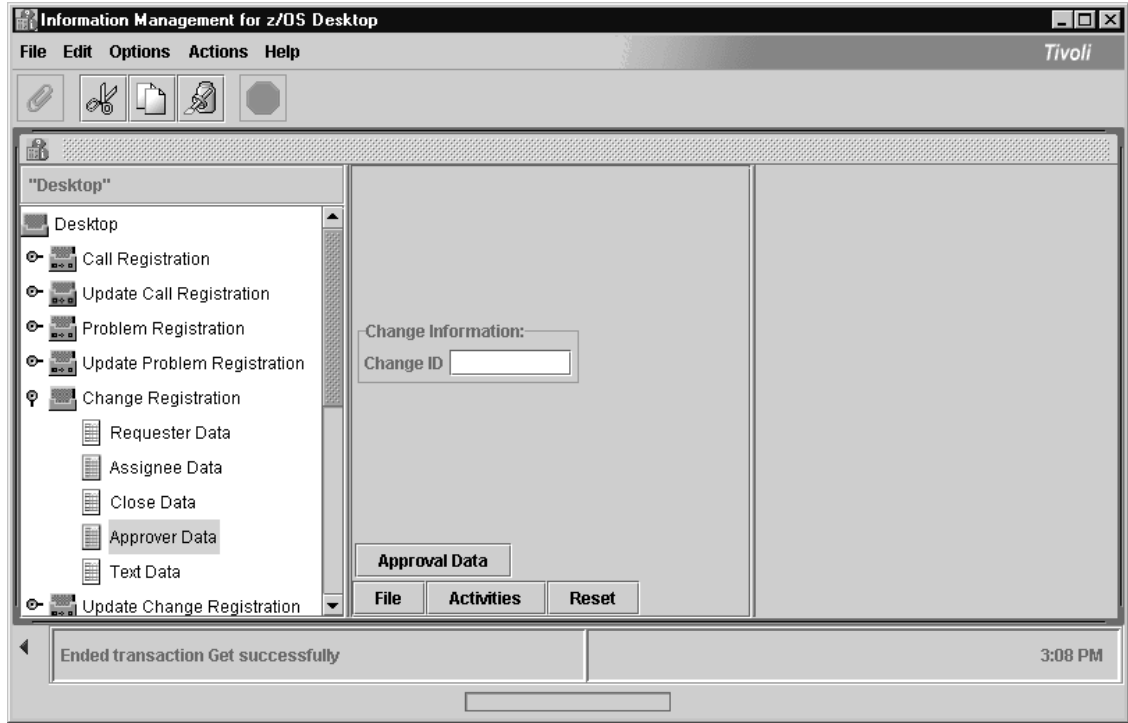 Information Management for z/OS Desktop
File Edit Options Actions Help
Tivoli
"Desktop"
Desktop
Call Registration
Update Call Registration
Problem Registration
Update Problem Registration
Change Registration
Requester Data
Assignee Data
Close Data
Approver Data
Text Data
Update Change Registration
Change Information:
Change ID
Approval Data
File Activities Reset
Ended transaction Get successfully
3:08 PM